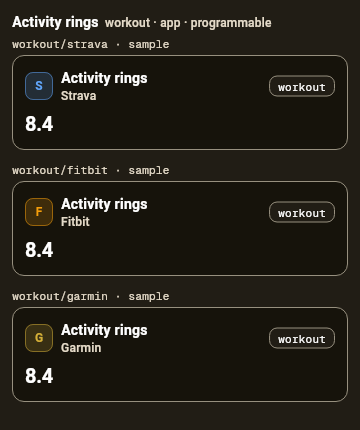 Activity rings workout · app · programmable
workout/strava · sample
S
Activity rings
Strava
workout
8.4
workout/fitbit · sample
F
Activity rings
Fitbit
workout
8.4
workout/garmin · sample
G
Activity rings
Garmin
workout
8.4